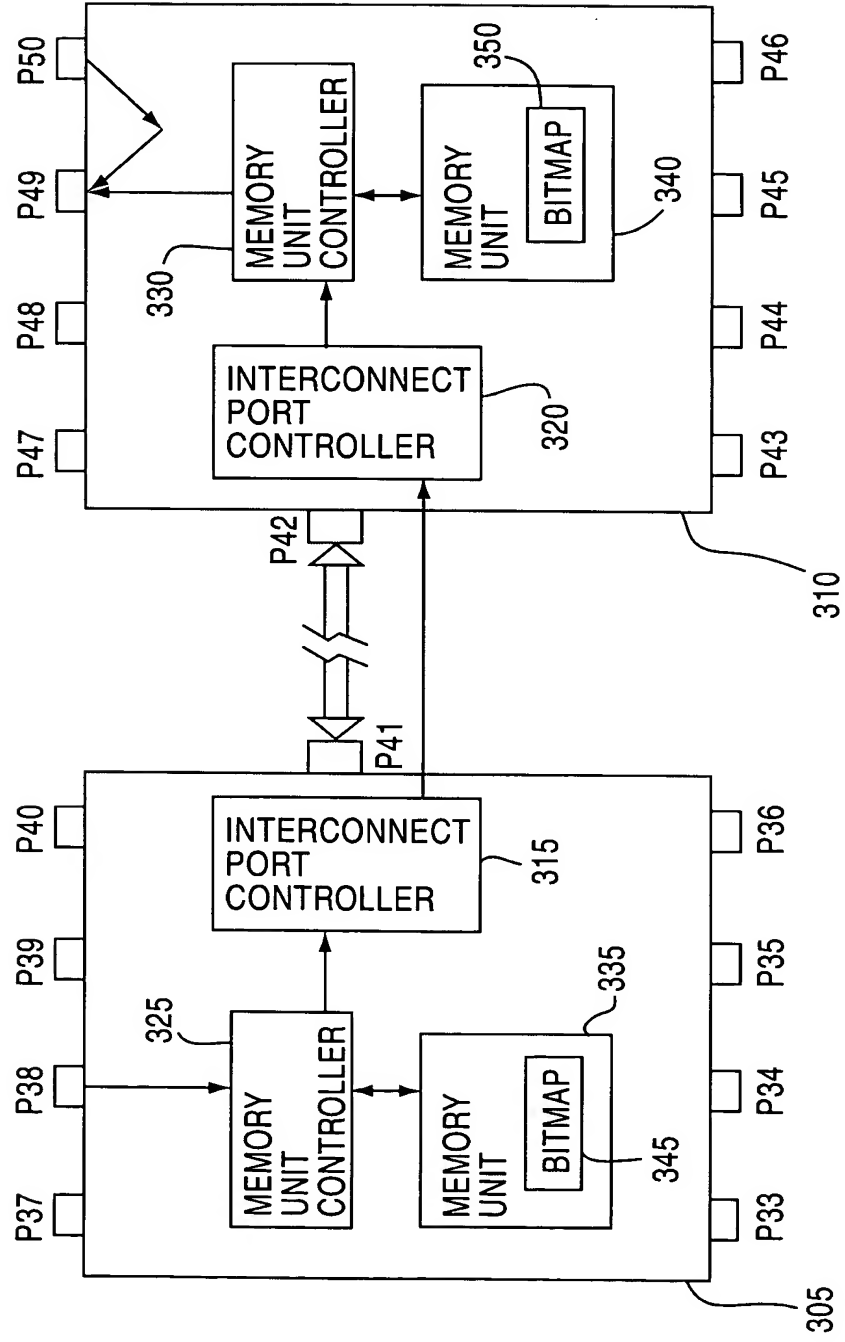 P37
P38
P39
P40
P47
P48
P49
P50
325
MEMORY
UNIT
CONTROLLER
INTERCONNECT
PORT
CONTROLLER
315
335
MEMORY
UNIT
BITMAP
345
P41
P42
P33
P34
P35
P36
305
330
MEMORY
UNIT
CONTROLLER
INTERCONNECT
PORT
CONTROLLER
320
350
MEMORY
UNIT
BITMAP
340
P43
P44
P45
P46
310